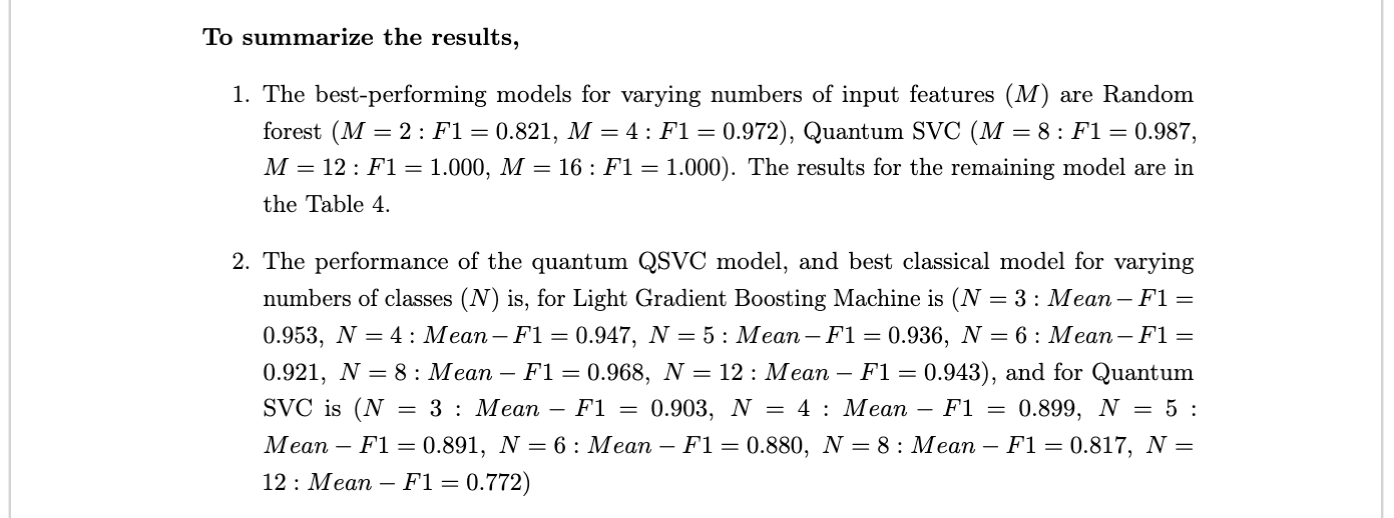 To summarize the results,
1. The best-performing models for varying numbers of input features (M) are Random
forest (M = 2 : F1 = 0.821, M = 4 : F1 = 0.972), Quantum SVC (M = 8 : F1 = 0.987,
M = 12 : F1 = 1.000, M = 16 : F1 = 1.000). The results for the remaining model are in
the Table 4.
2. The performance of the quantum QSVC model, and best classical model for varying
numbers of classes (N) is, for Light Gradient Boosting Machine is (N = 3 : Mean − F1 =
0.953, N = 4 : Mean − F1 = 0.947, N = 5 : Mean − F1 = 0.936, N = 6 : Mean − F1 =
0.921, N = 8 : Mean − F1 = 0.968, N = 12 : Mean − F1 = 0.943), and for Quantum
SVC is (N = 3 : Mean − F1 = 0.903, N = 4 : Mean − F1 = 0.899, N = 5 :
Mean − F1 = 0.891, N = 6 : Mean − F1 = 0.880, N = 8 : Mean − F1 = 0.817, N =
12 : Mean − F1 = 0.772)